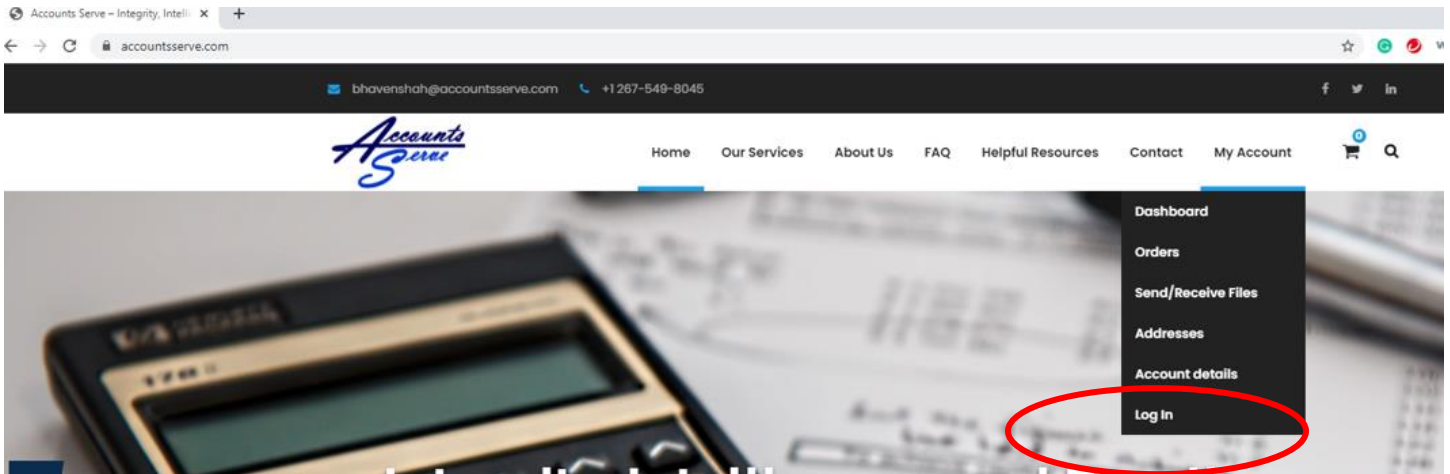 Accounts Serve – Integrity, Intelli
accountsserve.com
bhavenshah@accountsserve.com +1 267-549-8045
Accounts
Serve
Home Our Services About Us FAQ Helpful Resources Contact My Account 0
Dashboard
Orders
Send/Receive Files
Addresses
Account details
Log In